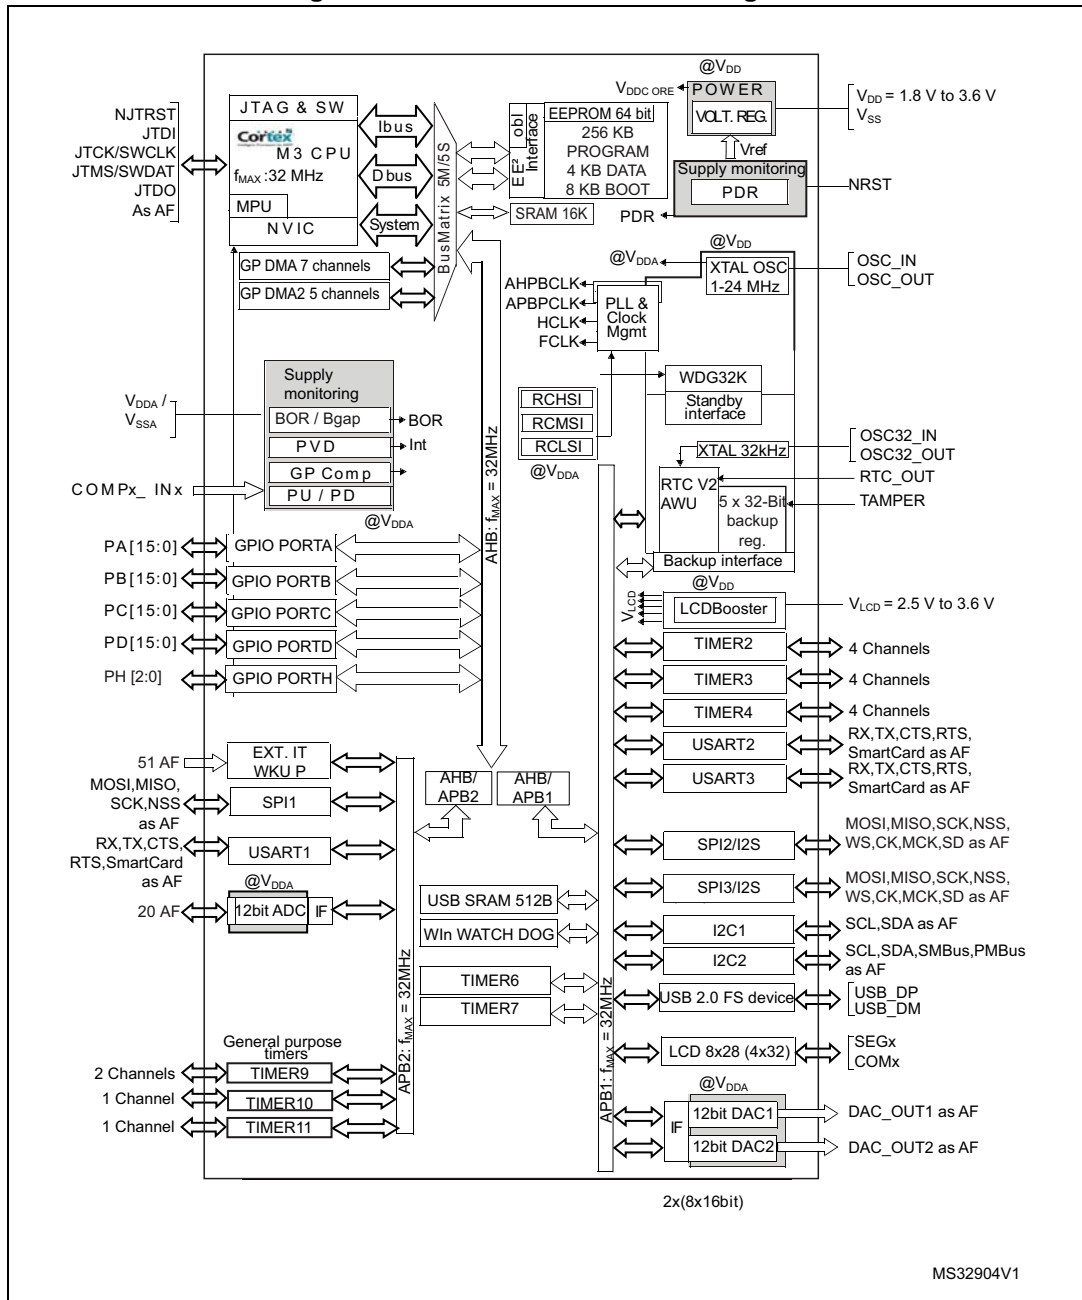 @VDD
VDDC ORE
POWER
VOLT. REG.
VDD = 1.8 V to 3.6 V
VSS
Vref
Supply monitoring
PDR
NRST
PDR
NJTRST
JTDI
JTCK/SWCLK
JTMS/SWDAT
JTDO
As AF
JTAG & SW
Cortex
M3 CPU
fMAX :32 MHz
MPU
NVIC
Ibus
Dbus
System
BusMatrix 5M/5S
EE² obl
Interface
EEPROM 64 bit
256 KB
PROGRAM
4 KB DATA
8 KB BOOT
SRAM 16K
GP DMA 7 channels
GP DMA2 5 channels
@VDD
@VDDA
XTAL OSC
1-24 MHz
OSC_IN
OSC_OUT
AHPBCLK
APBPCLK
HCLK
FCLK
PLL &
Clock
Mgmt
WDG32K
Standby
interface
RCHSI
RCMSI
RCLSI
@VDDA
XTAL 32kHz
OSC32_IN
OSC32_OUT
RTC V2
AWU
RTC_OUT
TAMPER
5 x 32-Bit
backup
reg.
Backup interface
VDDA /
VSSA
Supply
monitoring
BOR / Bgap
BOR
PVD
Int
GP Comp
PU / PD
COMPx_ INx
@VDDA
AHB: fMAX = 32MHz
PA[15:0]
GPIO PORTA
PB[15:0]
GPIO PORTB
PC[15:0]
GPIO PORTC
PD[15:0]
GPIO PORTD
PH [2:0]
GPIO PORTH
@VDD
VLCD
LCDBooster
VLCD = 2.5 V to 3.6 V
TIMER2
4 Channels
TIMER3
4 Channels
TIMER4
4 Channels
USART2
RX,TX,CTS,RTS,
SmartCard as AF
USART3
RX,TX,CTS,RTS,
SmartCard as AF
51 AF
EXT. IT
WKU P
AHB/
APB2
AHB/
APB1
MOSI,MISO,
SCK,NSS
as AF
SPI1
RX,TX,CTS,
RTS,SmartCard
as AF
USART1
@VDDA
20 AF
12bit ADC
IF
SPI2/I2S
MOSI,MISO,SCK,NSS,
WS,CK,MCK,SD as AF
SPI3/I2S
MOSI,MISO,SCK,NSS,
WS,CK,MCK,SD as AF
USB SRAM 512B
WIn WATCH DOG
I2C1
SCL,SDA as AF
I2C2
SCL,SDA,SMBus,PMBus
as AF
TIMER6
TIMER7
USB 2.0 FS device
USB_DP
USB_DM
APB2: fMAX = 32MHz
APB1: fMAX = 32MHz
LCD 8x28 (4x32)
SEGx
COMx
General purpose
timers
2 Channels
TIMER9
1 Channel
TIMER10
1 Channel
TIMER11
@VDDA
IF
12bit DAC1
DAC_OUT1 as AF
12bit DAC2
DAC_OUT2 as AF
2x(8x16bit)
MS32904V1